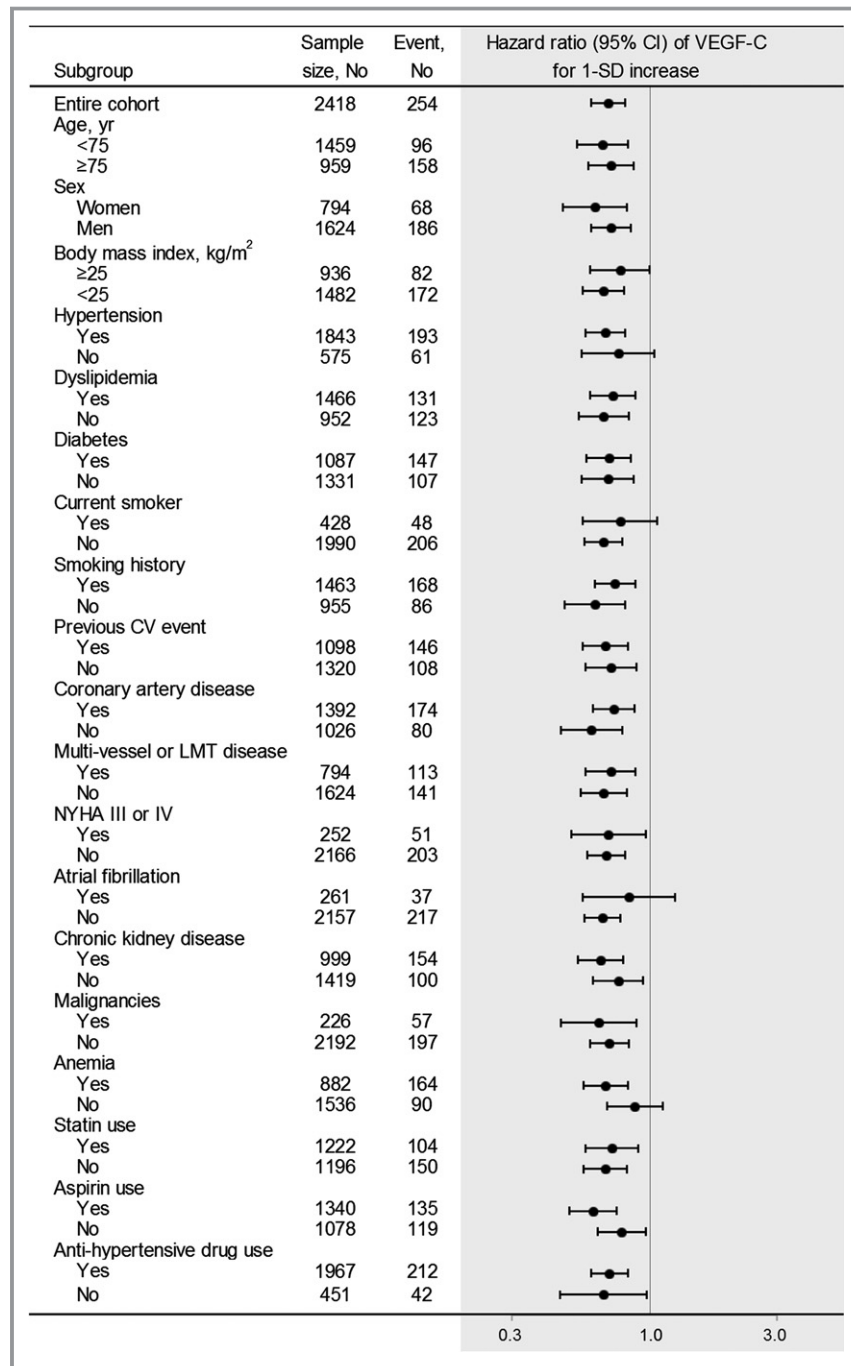 Sample Event, Hazard ratio (95% CI) of VEGF-C
Subgroup size, No No for 1-SD increase
Entire cohort 2418 254
Age, yr
<75 1459 96
≥75 959 158
Sex
Women 794 68
Men 1624 186
Body mass index, kg/m²
≥25 936 82
<25 1482 172
Hypertension
Yes 1843 193
No 575 61
Dyslipidemia
Yes 1466 131
No 952 123
Diabetes
Yes 1087 147
No 1331 107
Current smoker
Yes 428 48
No 1990 206
Smoking history
Yes 1463 168
No 955 86
Previous CV event
Yes 1098 146
No 1320 108
Coronary artery disease
Yes 1392 174
No 1026 80
Multi-vessel or LMT disease
Yes 794 113
No 1624 141
NYHA III or IV
Yes 252 51
No 2166 203
Atrial fibrillation
Yes 261 37
No 2157 217
Chronic kidney disease
Yes 999 154
No 1419 100
Malignancies
Yes 226 57
No 2192 197
Anemia
Yes 882 164
No 1536 90
Statin use
Yes 1222 104
No 1196 150
Aspirin use
Yes 1340 135
No 1078 119
Anti-hypertensive drug use
Yes 1967 212
No 451 42
0.3 1.0 3.0